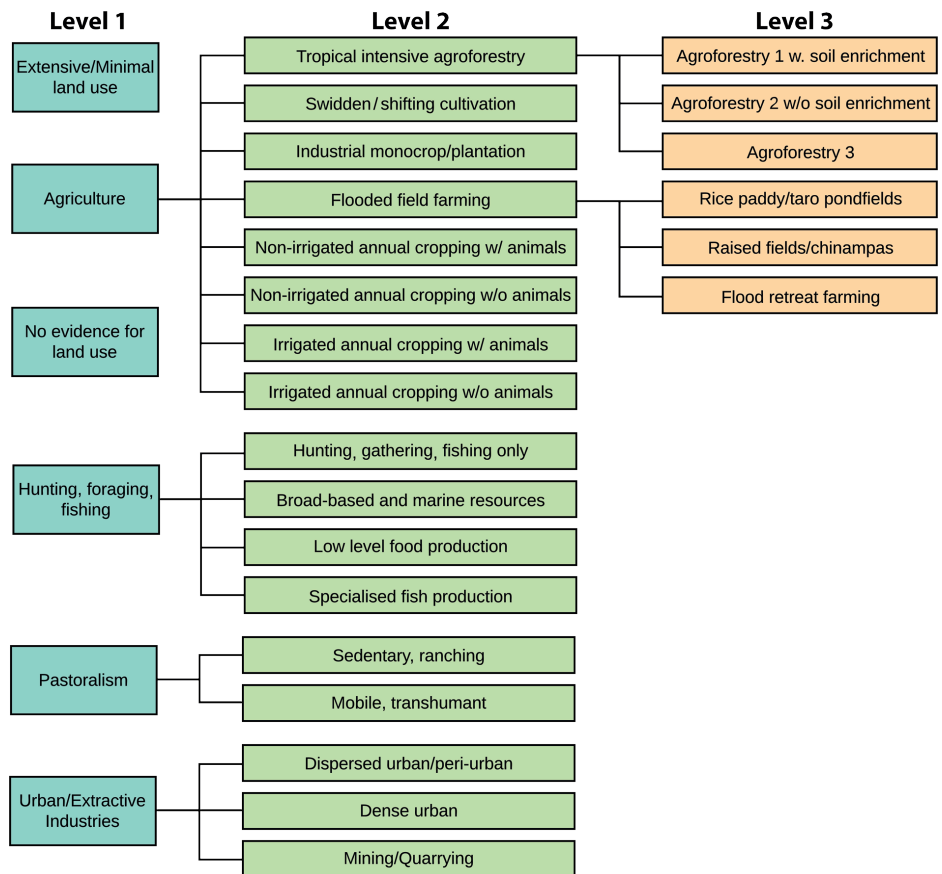 Level 1
Level 2
Level 3
Extensive/Minimal
land use
Agriculture
No evidence for
land use
Hunting, foraging,
fishing
Pastoralism
Urban/Extractive
Industries
Tropical intensive agroforestry
Swidden/shifting cultivation
Industrial monocrop/plantation
Flooded field farming
Non-irrigated annual cropping w/ animals
Non-irrigated annual cropping w/o animals
Irrigated annual cropping w/ animals
Irrigated annual cropping w/o animals
Hunting, gathering, fishing only
Broad-based and marine resources
Low level food production
Specialised fish production
Sedentary, ranching
Mobile, transhumant
Dispersed urban/peri-urban
Dense urban
Mining/Quarrying
Agroforestry 1 w. soil enrichment
Agroforestry 2 w/o soil enrichment
Agroforestry 3
Rice paddy/taro pondfields
Raised fields/chinampas
Flood retreat farming